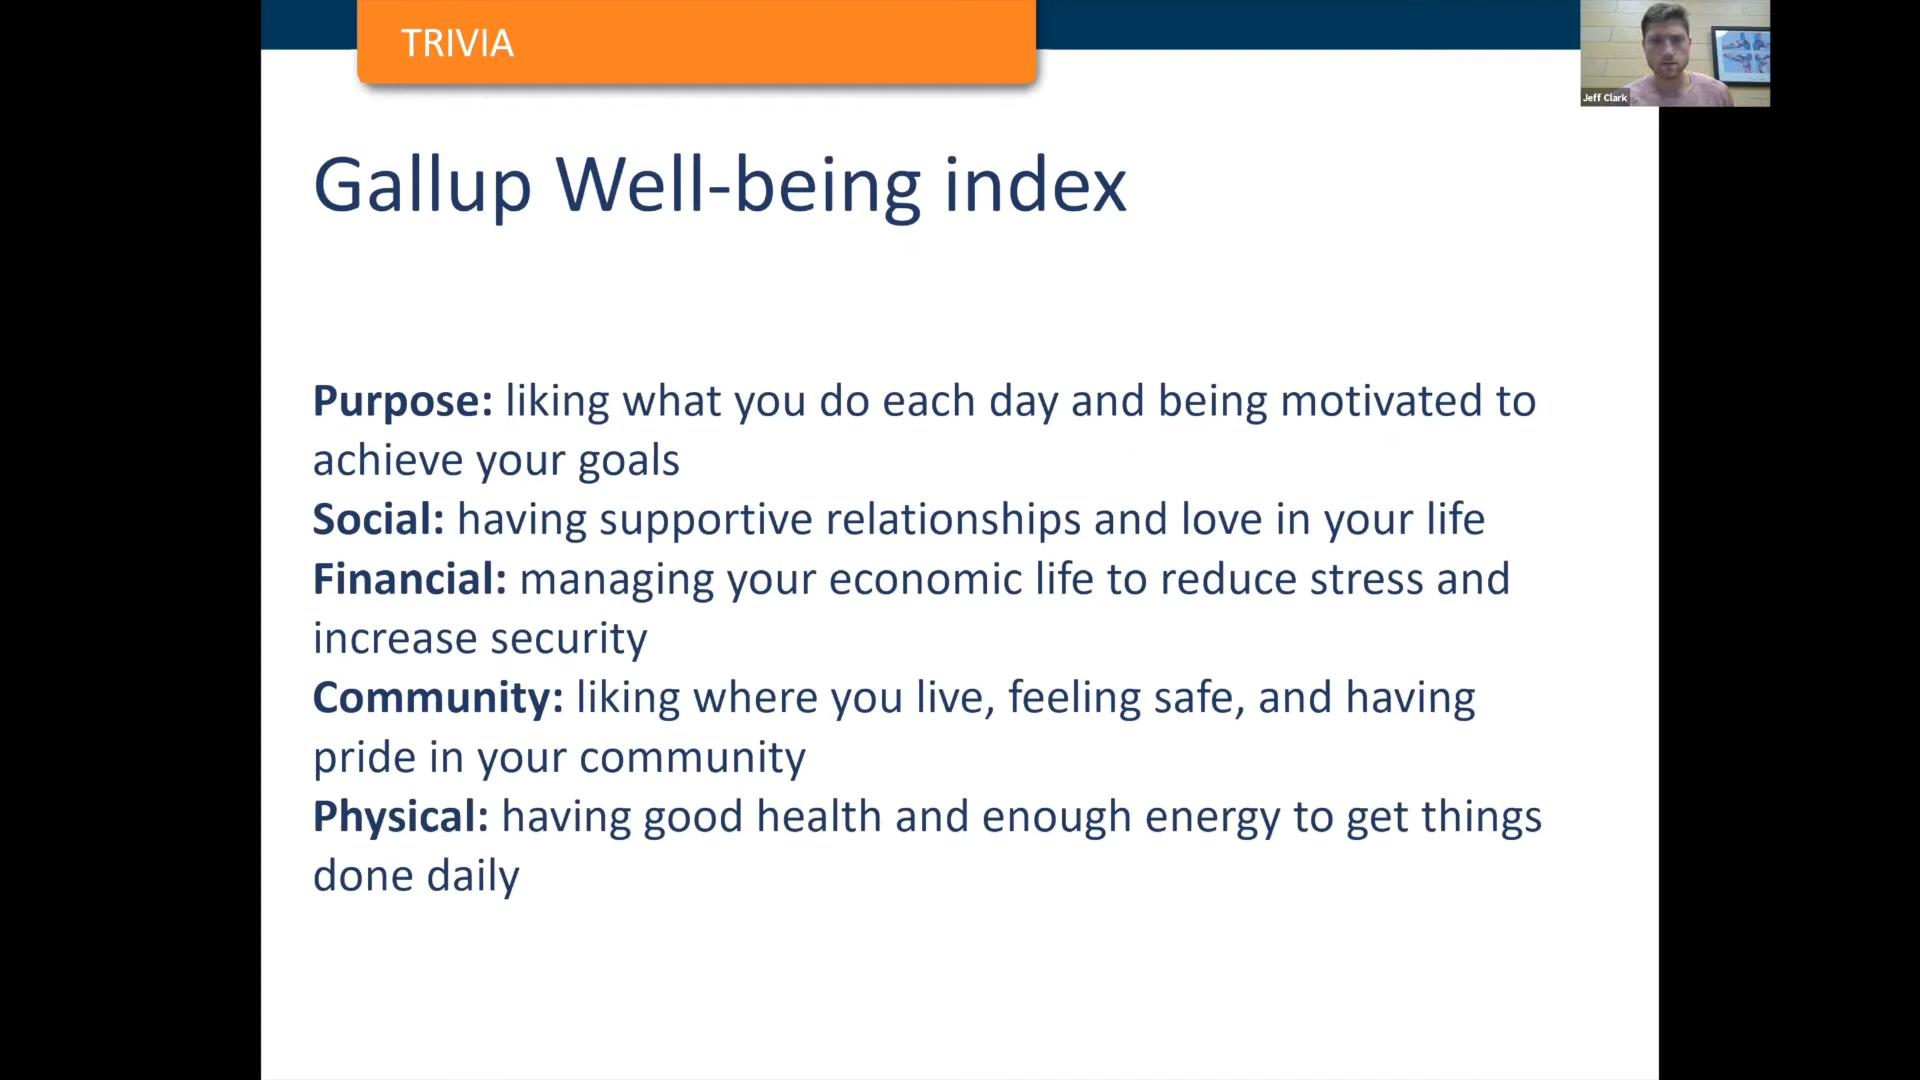 TRIVIA
Jeff Clark
Gallup Well-being index
Purpose: liking what you do each day and being motivated to
achieve your goals
Social: having supportive relationships and love in your life
Financial: managing your economic life to reduce stress and
increase security
Community: liking where you live, feeling safe, and having
pride in your community
Physical: having good health and enough energy to get things
done daily